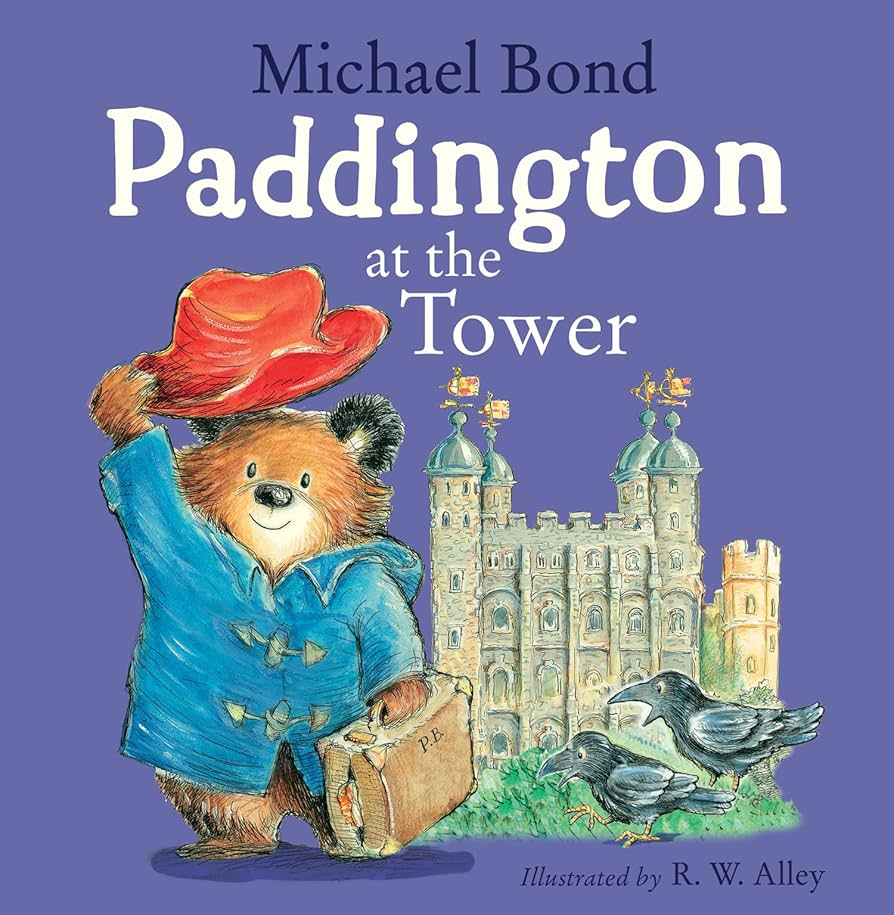 Michael Bond
Paddington
at the
Tower
P.B.
Illustrated by R. W. Alley